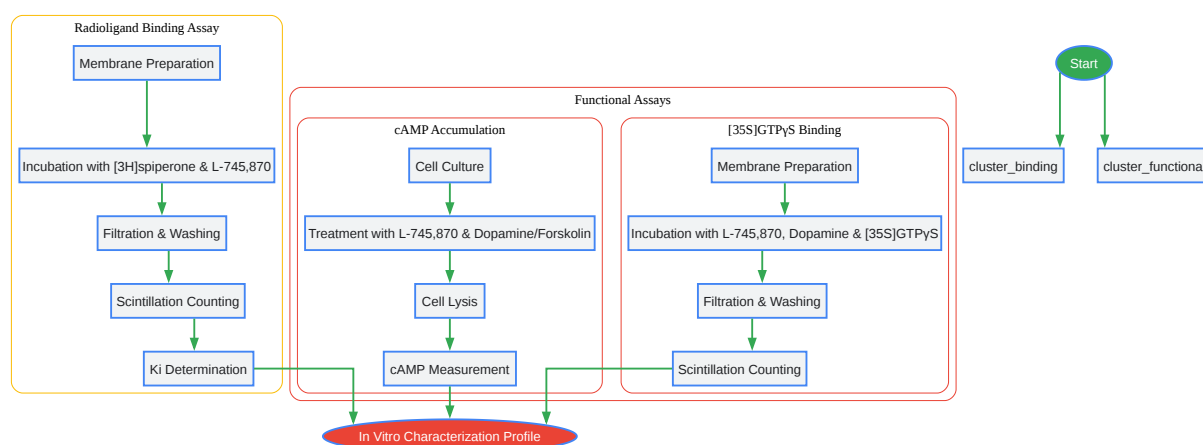 Radioligand Binding Assay
Membrane Preparation
Incubation with [3H]spiperone & L-745,870
Filtration & Washing
Scintillation Counting
Ki Determination
Functional Assays
cAMP Accumulation
Cell Culture
Treatment with L-745,870 & Dopamine/Forskolin
Cell Lysis
cAMP Measurement
[35S]GTPγS Binding
Membrane Preparation
Incubation with L-745,870, Dopamine & [35S]GTPγS
Filtration & Washing
Scintillation Counting
In Vitro Characterization Profile
Start
cluster_binding
cluster_functional